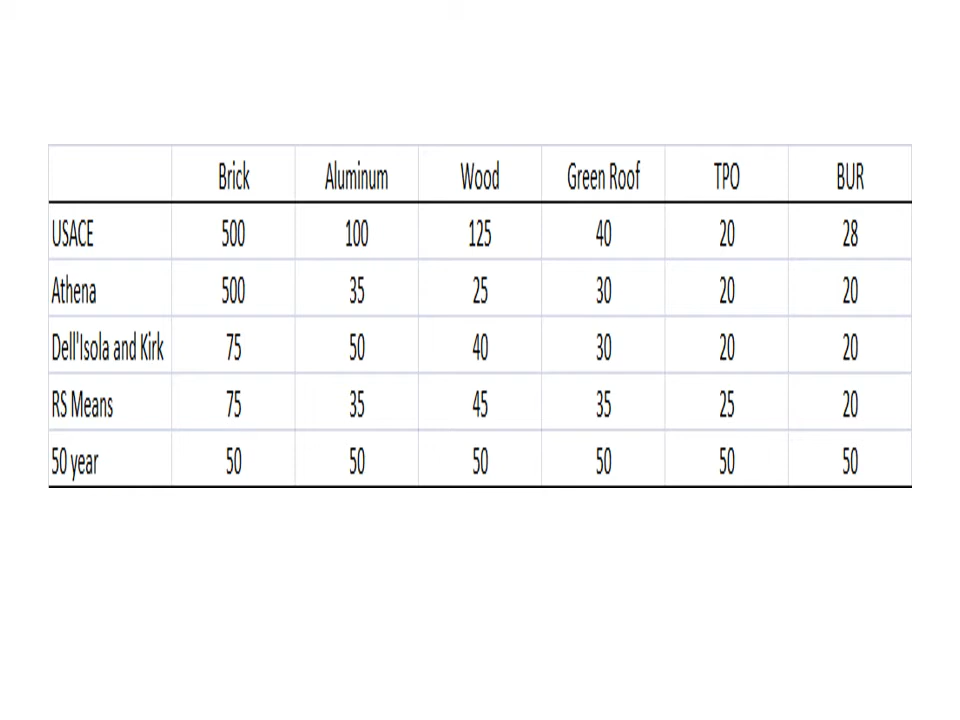 Brick Aluminum Wood Green Roof TPO BUR
USACE 500 100 125 40 20 28
Athena 500 35 25 30 20 20
Dell'Isola and Kirk 75 50 40 30 20 20
RS Means 75 35 45 35 25 20
50 year 50 50 50 50 50 50